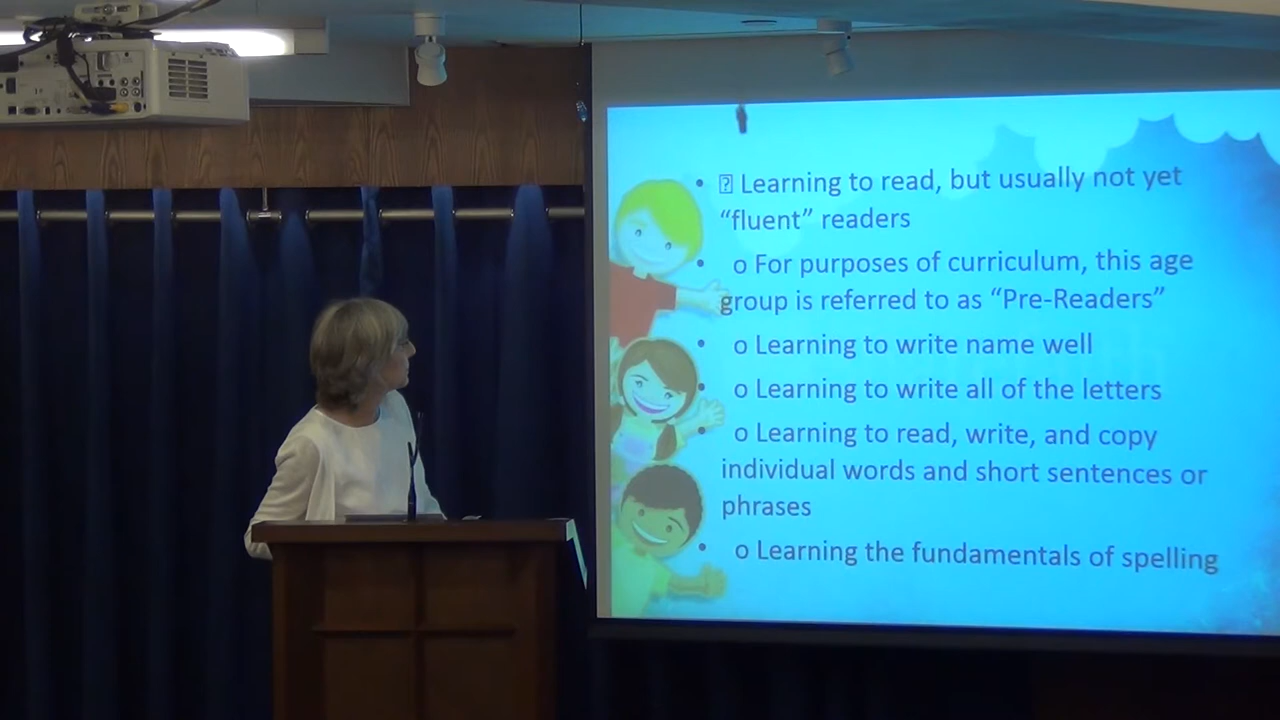 • ⍰ Learning to read, but usually not yet
“fluent” readers
• o For purposes of curriculum, this age
group is referred to as “Pre-Readers”
• o Learning to write name well
• o Learning to write all of the letters
• o Learning to read, write, and copy
individual words and short sentences or
phrases
• o Learning the fundamentals of spelling